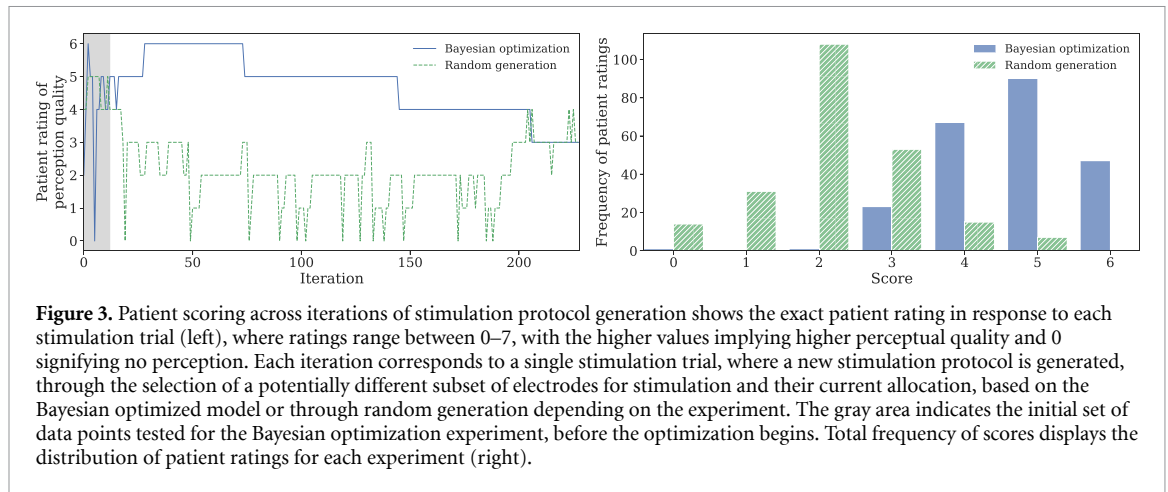 6
5
4
3
2
1
0
Patient rating of
perception quality
Bayesian optimization
Random generation
0
50
100
150
200
Iteration
100
80
60
40
20
0
Frequency of patient ratings
Bayesian optimization
Random generation
0
1
2
3
4
5
6
Score
Figure 3. Patient scoring across iterations of stimulation protocol generation shows the exact patient rating in response to each
stimulation trial (left), where ratings range between 0–7, with the higher values implying higher perceptual quality and 0
signifying no perception. Each iteration corresponds to a single stimulation trial, where a new stimulation protocol is generated,
through the selection of a potentially different subset of electrodes for stimulation and their current allocation, based on the
Bayesian optimized model or through random generation depending on the experiment. The gray area indicates the initial set of
data points tested for the Bayesian optimization experiment, before the optimization begins. Total frequency of scores displays the
distribution of patient ratings for each experiment (right).